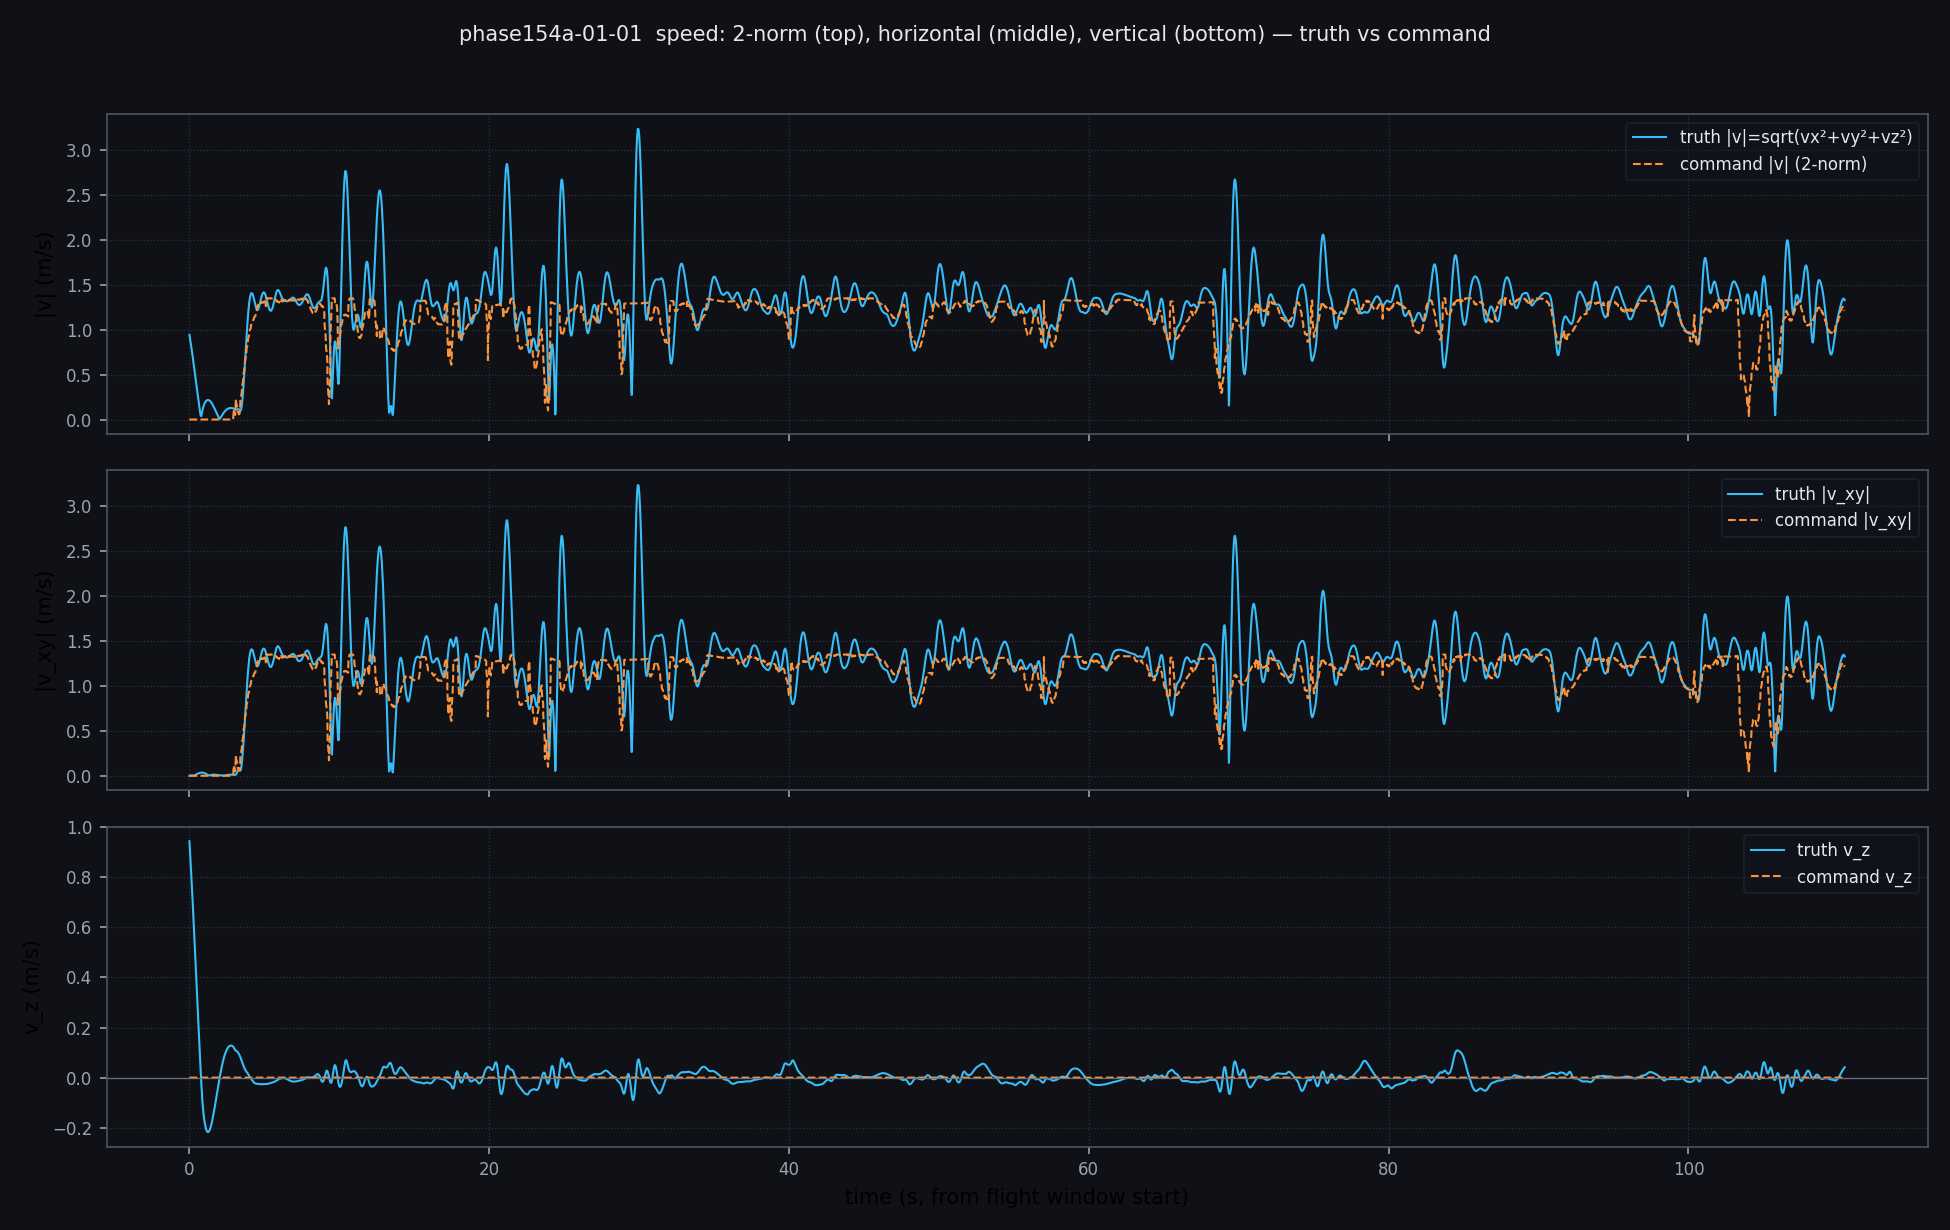 phase154a-01-01  speed: 2-norm (top), horizontal (middle), vertical (bottom) — truth vs command
|v| (m/s)
3.0
2.5
2.0
1.5
1.0
0.5
0.0
truth |v|=sqrt(vx²+vy²+vz²)
command |v| (2-norm)
|v_xy| (m/s)
3.0
2.5
2.0
1.5
1.0
0.5
0.0
truth |v_xy|
command |v_xy|
v_z (m/s)
1.0
0.8
0.6
0.4
0.2
0.0
−0.2
truth v_z
command v_z
0 20 40 60 80 100
time (s, from flight window start)